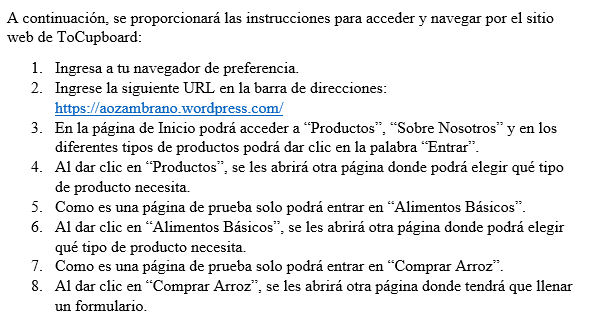 A continuación, se proporcionará las instrucciones para acceder y navegar por el sitio
web de ToCupboard:
1. Ingresa a tu navegador de preferencia.
2. Ingrese la siguiente URL en la barra de direcciones:
https://aozambrano.wordpress.com/
3. En la página de Inicio podrá acceder a “Productos”, “Sobre Nosotros” y en los
diferentes tipos de productos podrá dar clic en la palabra “Entrar”.
4. Al dar clic en “Productos”, se les abrirá otra página donde podrá elegir qué tipo
de producto necesita.
5. Como es una página de prueba solo podrá entrar en “Alimentos Básicos”.
6. Al dar clic en “Alimentos Básicos”, se les abrirá otra página donde podrá elegir
qué tipo de producto necesita.
7. Como es una página de prueba solo podrá entrar en “Comprar Arroz”.
8. Al dar clic en “Comprar Arroz”, se les abrirá otra página donde tendrá que llenar
un formulario.